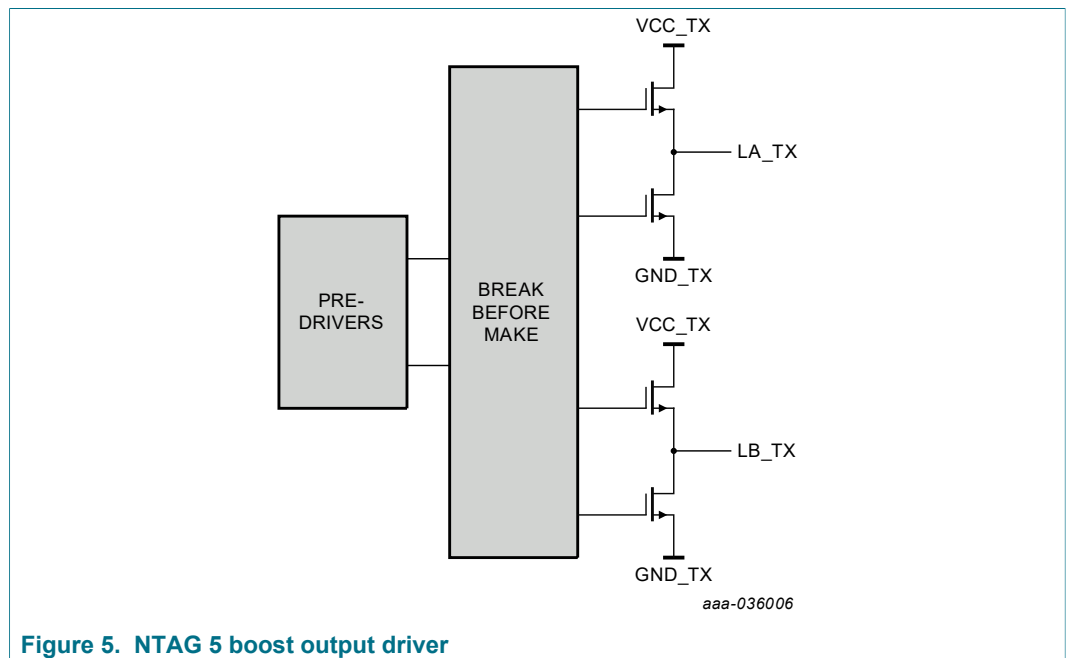 VCC_TX
LA_TX
GND_TX
PRE-
DRIVERS
BREAK
BEFORE
MAKE
VCC_TX
LB_TX
GND_TX
aaa-036006
Figure 5. NTAG 5 boost output driver